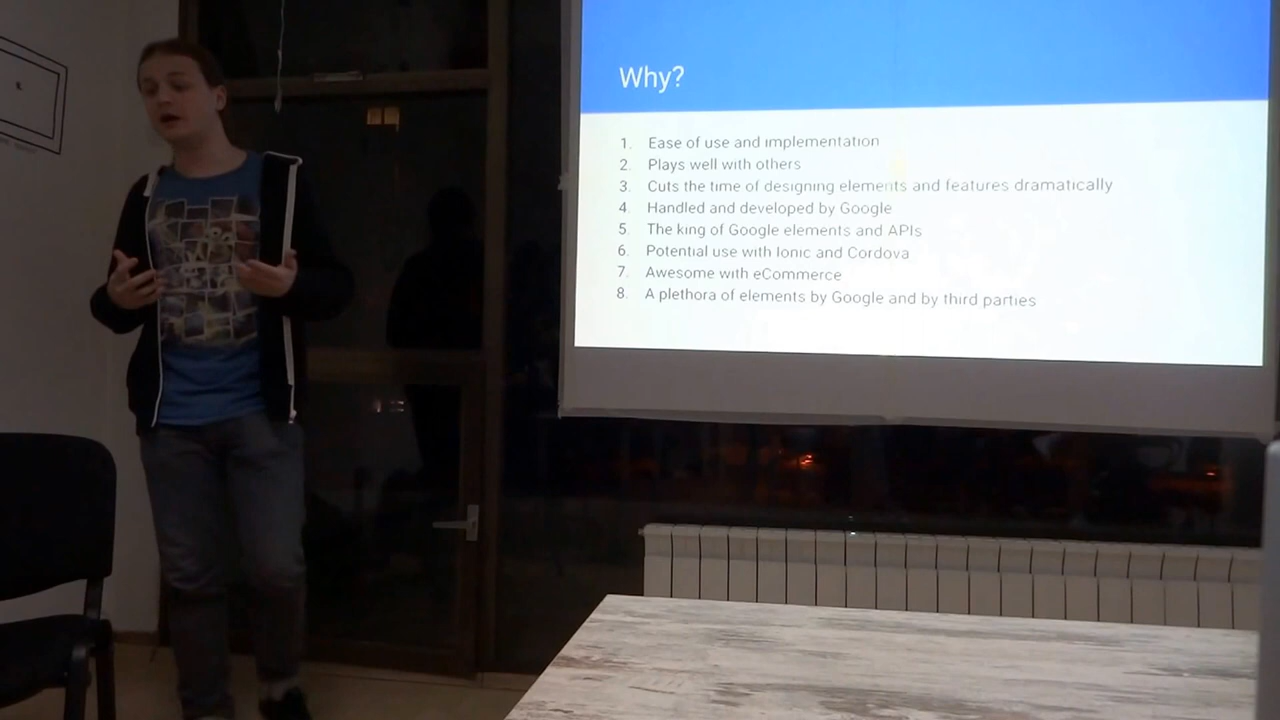 Why?
1. Ease of use and implementation
2. Plays well with others
3. Cuts the time of designing elements and features dramatically
4. Handled and developed by Google
5. The king of Google elements and APIs
6. Potential use with Ionic and Cordova
7. Awesome with eCommerce
8. A plethora of elements by Google and by third parties